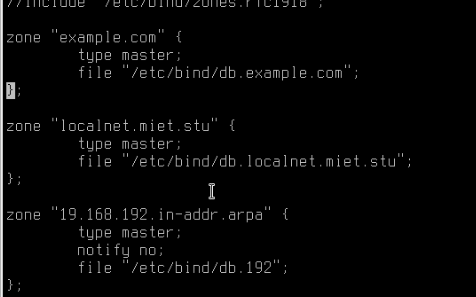 //include "/etc/bind/zones.rfc1918";
zone "example.com" {
type master;
file "/etc/bind/db.example.com";
};
zone "localnet.miet.stu" {
type master;
file "/etc/bind/db.localnet.miet.stu";
};
zone "19.168.192.in-addr.arpa" {
type master;
notify no;
file "/etc/bind/db.192";
};